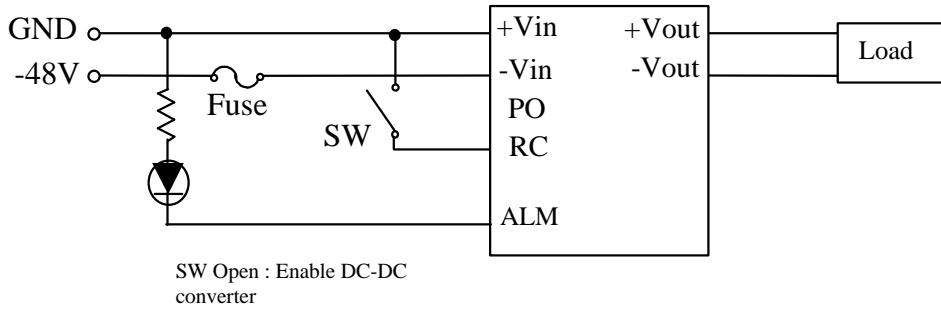 GND
-48V
Fuse
SW
+Vin
-Vin
PO
RC
ALM
+Vout
-Vout
Load
SW Open : Enable DC-DC
converter